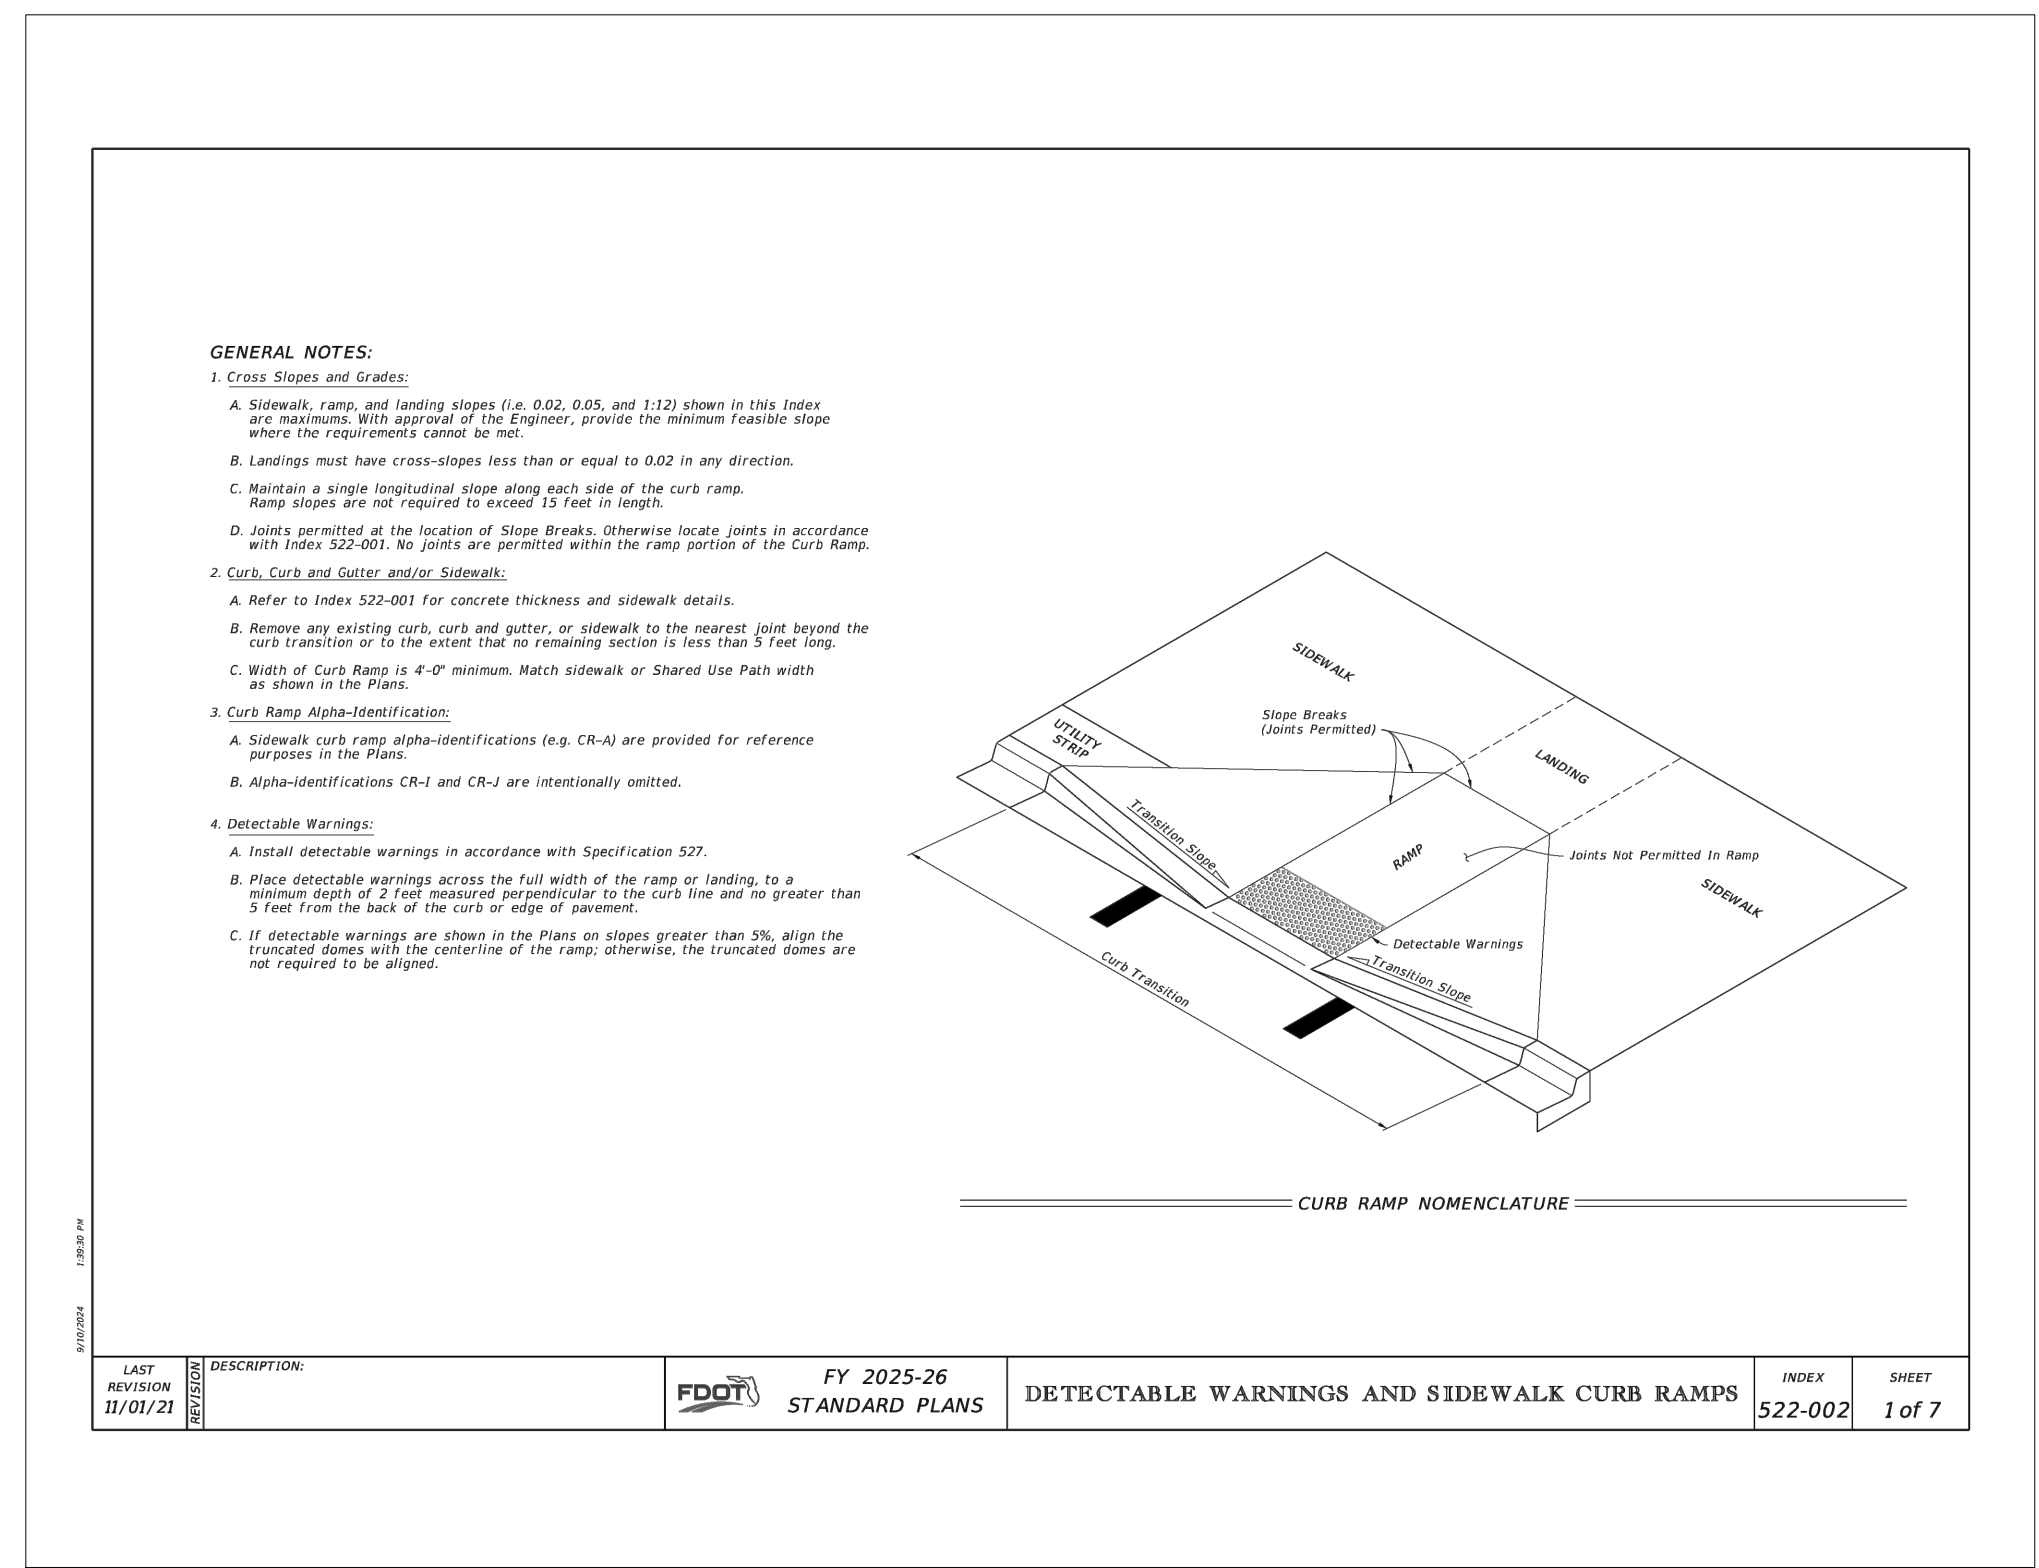 GENERAL NOTES:
1. Cross Slopes and Grades:
A. Sidewalk, ramp, and landing slopes (i.e. 0.02, 0.05, and 1:12) shown in this Index
are maximums. With approval of the Engineer, provide the minimum feasible slope
where the requirements cannot be met.
B. Landings must have cross-slopes less than or equal to 0.02 in any direction.
C. Maintain a single longitudinal slope along each side of the curb ramp.
Ramp slopes are not required to exceed 15 feet in length.
D. Joints permitted at the location of Slope Breaks. Otherwise locate joints in accordance
with Index 522-001. No joints are permitted within the ramp portion of the Curb Ramp.
2. Curb, Curb and Gutter and/or Sidewalk:
A. Refer to Index 522-001 for concrete thickness and sidewalk details.
B. Remove any existing curb, curb and gutter, or sidewalk to the nearest joint beyond the
curb transition or to the extent that no remaining section is less than 5 feet long.
C. Width of Curb Ramp is 4'-0" minimum. Match sidewalk or Shared Use Path width
as shown in the Plans.
3. Curb Ramp Alpha-Identification:
A. Sidewalk curb ramp alpha-identifications (e.g. CR-A) are provided for reference
purposes in the Plans.
B. Alpha-identifications CR-I and CR-J are intentionally omitted.
4. Detectable Warnings:
A. Install detectable warnings in accordance with Specification 527.
B. Place detectable warnings across the full width of the ramp or landing, to a
minimum depth of 2 feet measured perpendicular to the curb line and no greater than
5 feet from the back of the curb or edge of pavement.
C. If detectable warnings are shown in the Plans on slopes greater than 5%, align the
truncated domes with the centerline of the ramp; otherwise, the truncated domes are
not required to be aligned.
SIDEWALK
Slope Breaks
(Joints Permitted)
UTILITY
STRIP
LANDING
Transition Slope
RAMP
Joints Not Permitted In Ramp
SIDEWALK
Detectable Warnings
Transition Slope
Curb Transition
CURB RAMP NOMENCLATURE
1:39:30 PM
9/10/2024
LAST
REVISION
11/01/21
REVISION
DESCRIPTION:
FDOT
FY 2025-26
STANDARD PLANS
DETECTABLE WARNINGS AND SIDEWALK CURB RAMPS
INDEX
522-002
SHEET
1 of 7